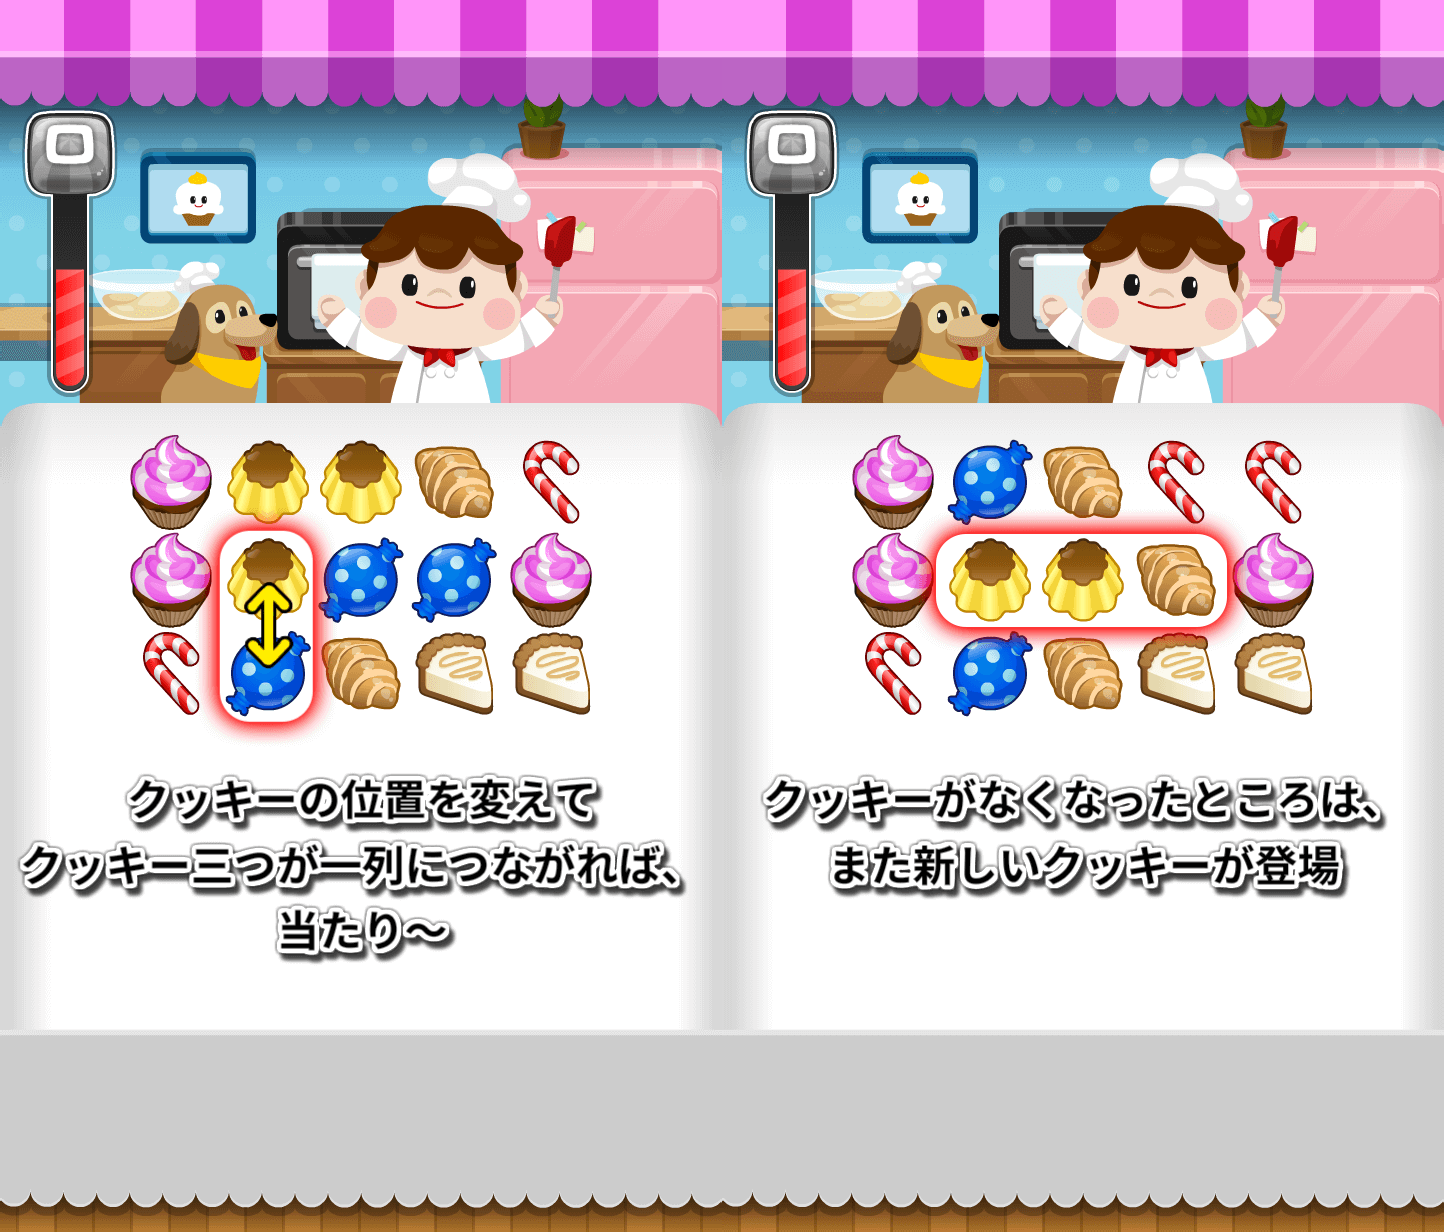 クッキーの位置を変えて
クッキー三つが一列につながれば、
当たり～
クッキーがなくなったところは、
また新しいクッキーが登場